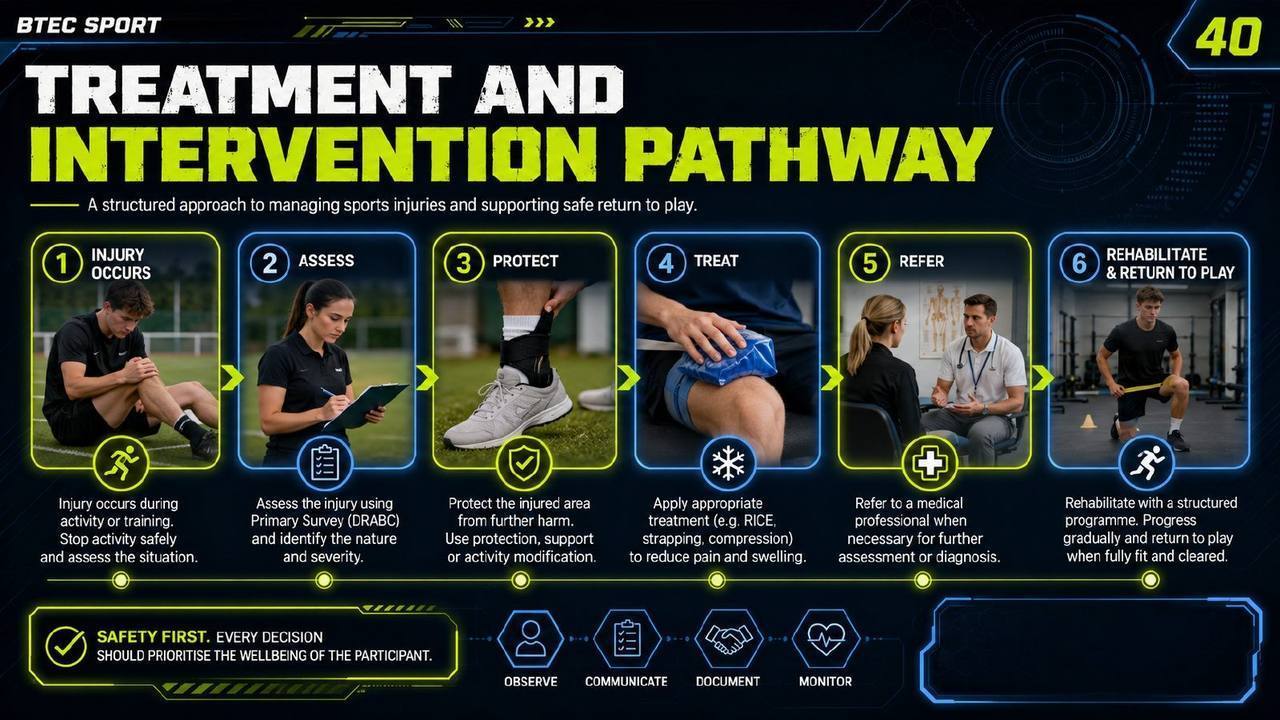 BTEC SPORT
40
TREATMENT AND
INTERVENTION PATHWAY
A structured approach to managing sports injuries and supporting safe return to play.
1 INJURY
OCCURS
2 ASSESS
3 PROTECT
4 TREAT
5 REFER
6 REHABILITATE
& RETURN TO PLAY
Injury occurs during
activity or training.
Stop activity safely
and assess the situation.
Assess the injury using
Primary Survey (DRABC)
and identify the nature
and severity.
Protect the injured area
from further harm.
Use protection, support
or activity modification.
Apply appropriate
treatment (e.g. RICE,
strapping, compression)
to reduce pain and swelling.
Refer to a medical
professional when
necessary for further
assessment or diagnosis.
Rehabilitate with a structured
programme. Progress
gradually and return to play
when fully fit and cleared.
SAFETY FIRST. EVERY DECISION
SHOULD PRIORITISE THE WELLBEING OF THE PARTICIPANT.
OBSERVE
COMMUNICATE
DOCUMENT
MONITOR